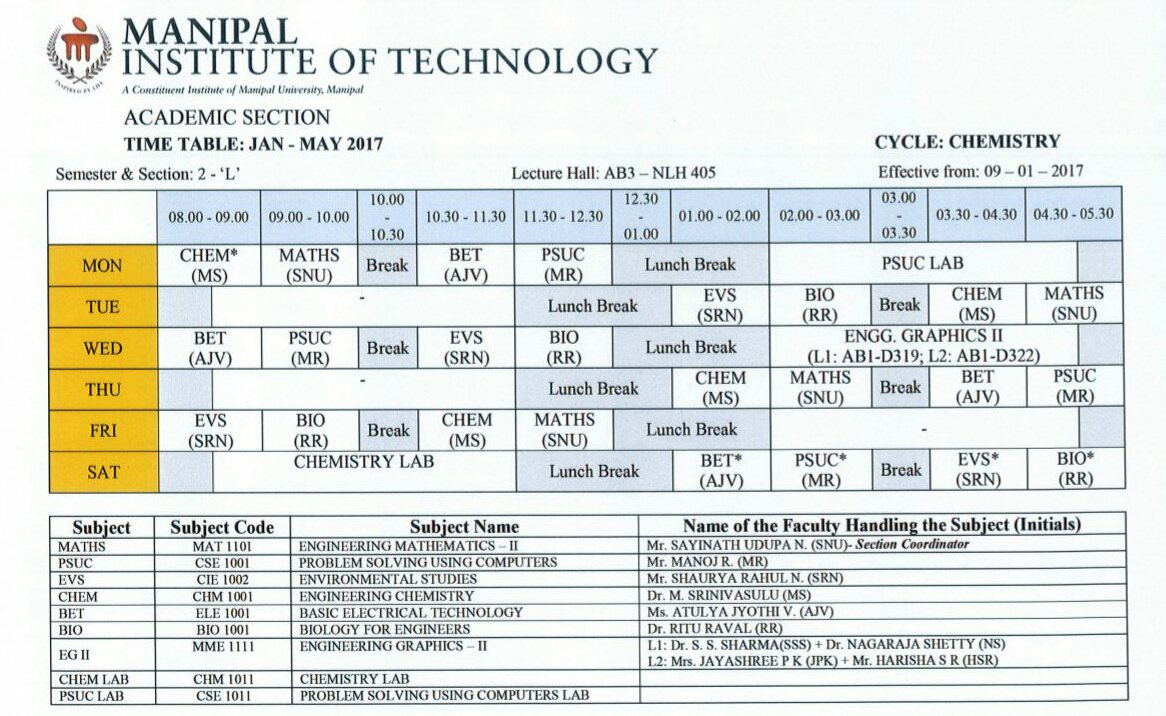 MANIPAL
INSTITUTE OF TECHNOLOGY
INSPIRED BY LIFE
A Constituent Institute of Manipal University, Manipal
ACADEMIC SECTION
TIME TABLE: JAN - MAY 2017
CYCLE: CHEMISTRY
Semester & Section: 2 - ‘L’ Lecture Hall: AB3 – NLH 405 Effective from: 09 – 01 – 2017
08.00 - 09.00 09.00 - 10.00 10.00 - 10.30 10.30 - 11.30 11.30 - 12.30 12.30 - 01.00 01.00 - 02.00 02.00 - 03.00 03.00 - 03.30 03.30 - 04.30 04.30 - 05.30
MON CHEM* (MS) MATHS (SNU) Break BET (AJV) PSUC (MR) Lunch Break PSUC LAB
TUE - Lunch Break EVS (SRN) BIO (RR) Break CHEM (MS) MATHS (SNU)
WED BET (AJV) PSUC (MR) Break EVS (SRN) BIO (RR) Lunch Break ENGG. GRAPHICS II (L1: AB1-D319; L2: AB1-D322)
THU - Lunch Break CHEM (MS) MATHS (SNU) Break BET (AJV) PSUC (MR)
FRI EVS (SRN) BIO (RR) Break CHEM (MS) MATHS (SNU) Lunch Break -
SAT CHEMISTRY LAB Lunch Break BET* (AJV) PSUC* (MR) Break EVS* (SRN) BIO* (RR)
Subject Subject Code Subject Name Name of the Faculty Handling the Subject (Initials)
MATHS MAT 1101 ENGINEERING MATHEMATICS – II Mr. SAYINATH UDUPA N. (SNU)- Section Coordinator
PSUC CSE 1001 PROBLEM SOLVING USING COMPUTERS Mr. MANOJ R. (MR)
EVS CIE 1002 ENVIRONMENTAL STUDIES Mr. SHAURYA RAHUL N. (SRN)
CHEM CHM 1001 ENGINEERING CHEMISTRY Dr. M. SRINIVASULU (MS)
BET ELE 1001 BASIC ELECTRICAL TECHNOLOGY Ms. ATULYA JYOTHI V. (AJV)
BIO BIO 1001 BIOLOGY FOR ENGINEERS Dr. RITU RAVAL (RR)
EG II MME 1111 ENGINEERING GRAPHICS – II L1: Dr. S. S. SHARMA(SSS) + Dr. NAGARAJA SHETTY (NS)
L2: Mrs. JAYASHREE P K (JPK) + Mr. HARISHA S R (HSR)
CHEM LAB CHM 1011 CHEMISTRY LAB
PSUC LAB CSE 1011 PROBLEM SOLVING USING COMPUTERS LAB